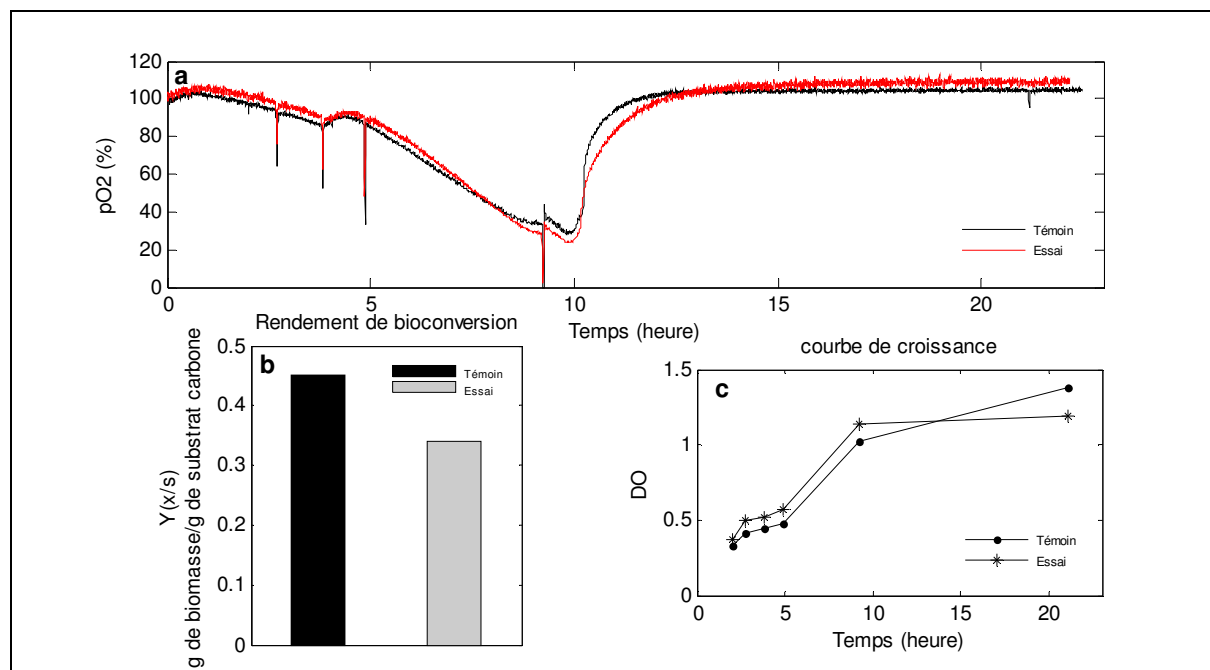 120
100
80
60
40
20
0
pO2 (%)
a
Témoin
Essai
0
5
10
15
20
Temps (heure)
Rendement de bioconversion
0.5
0.4
0.3
0.2
0.1
0
Y(x/s)
g de biomasse/g de substrat carbone
b
Témoin
Essai
courbe de croissance
1.5
1
0.5
0
DO
c
Témoin
Essai
0
5
10
15
20
Temps (heure)